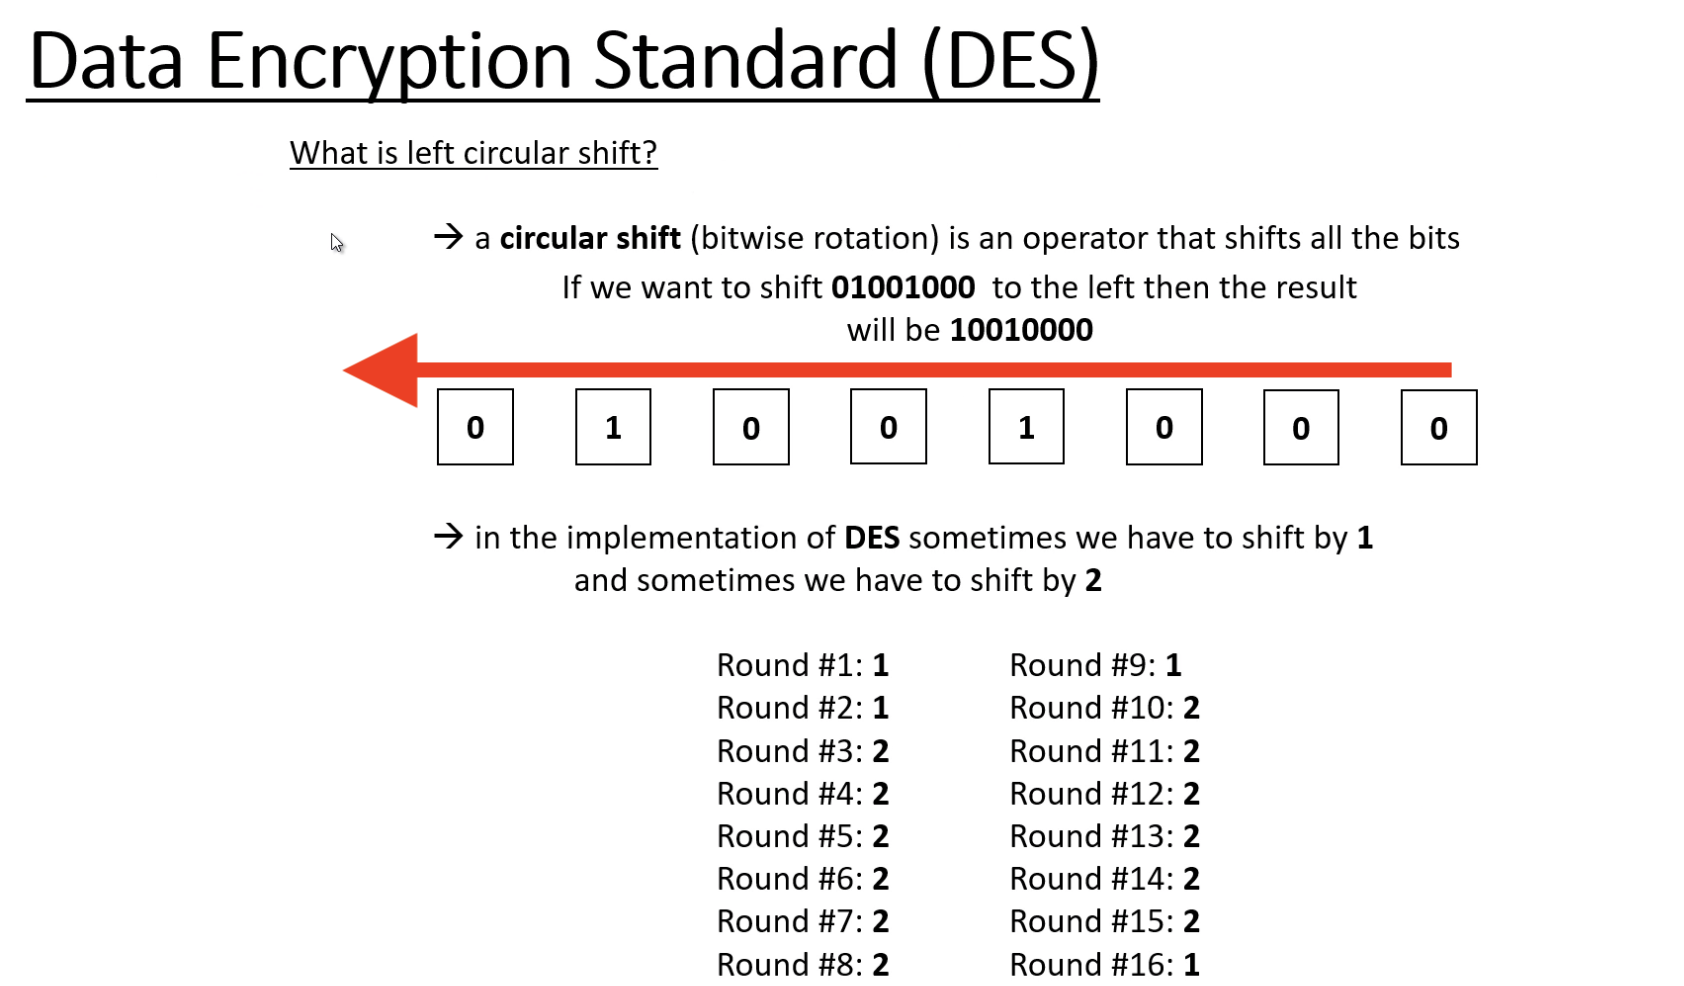 Data Encryption Standard (DES)
What is left circular shift?
→ a circular shift (bitwise rotation) is an operator that shifts all the bits
If we want to shift 01001000 to the left then the result
will be 10010000
0 1 0 0 1 0 0 0
→ in the implementation of DES sometimes we have to shift by 1
and sometimes we have to shift by 2
Round #1: 1
Round #2: 1
Round #3: 2
Round #4: 2
Round #5: 2
Round #6: 2
Round #7: 2
Round #8: 2
Round #9: 1
Round #10: 2
Round #11: 2
Round #12: 2
Round #13: 2
Round #14: 2
Round #15: 2
Round #16: 1